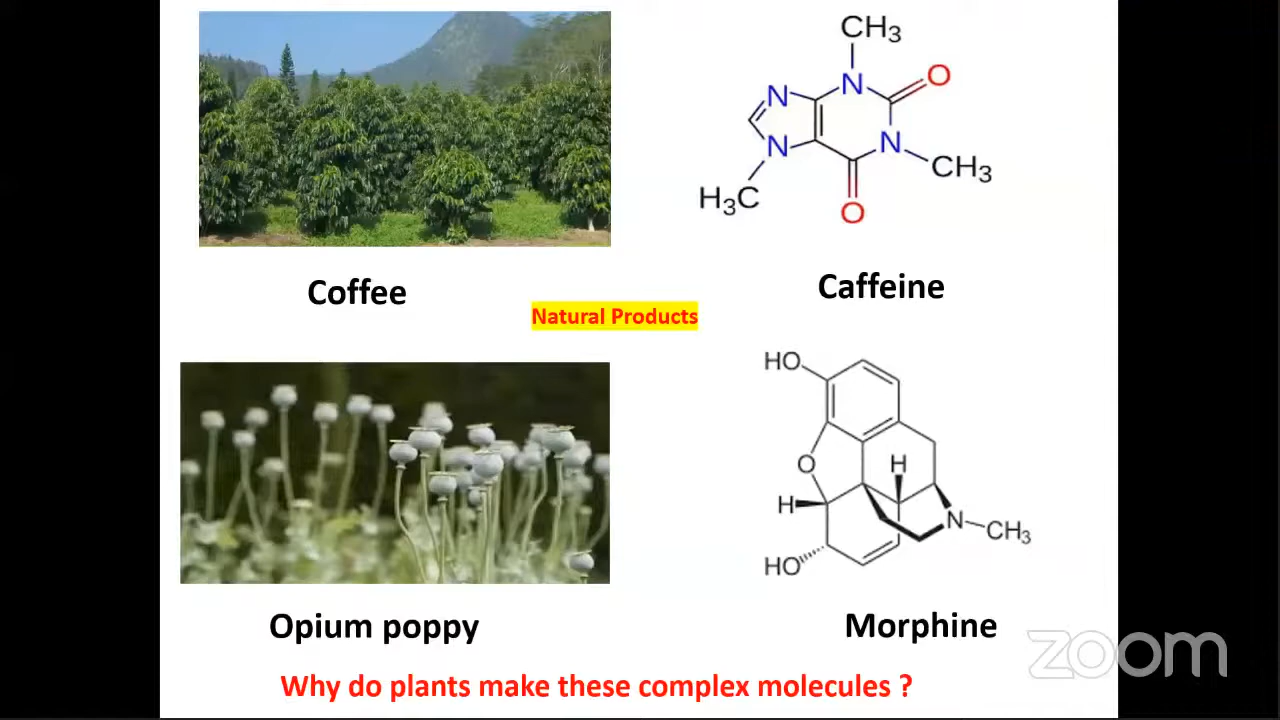 CH₃
N
O
N
N
N
CH₃
H₃C
O
Coffee
Caffeine
Natural Products
HO
O
H
H
N
CH₃
HO
Opium poppy
Morphine
zoom
Why do plants make these complex molecules ?